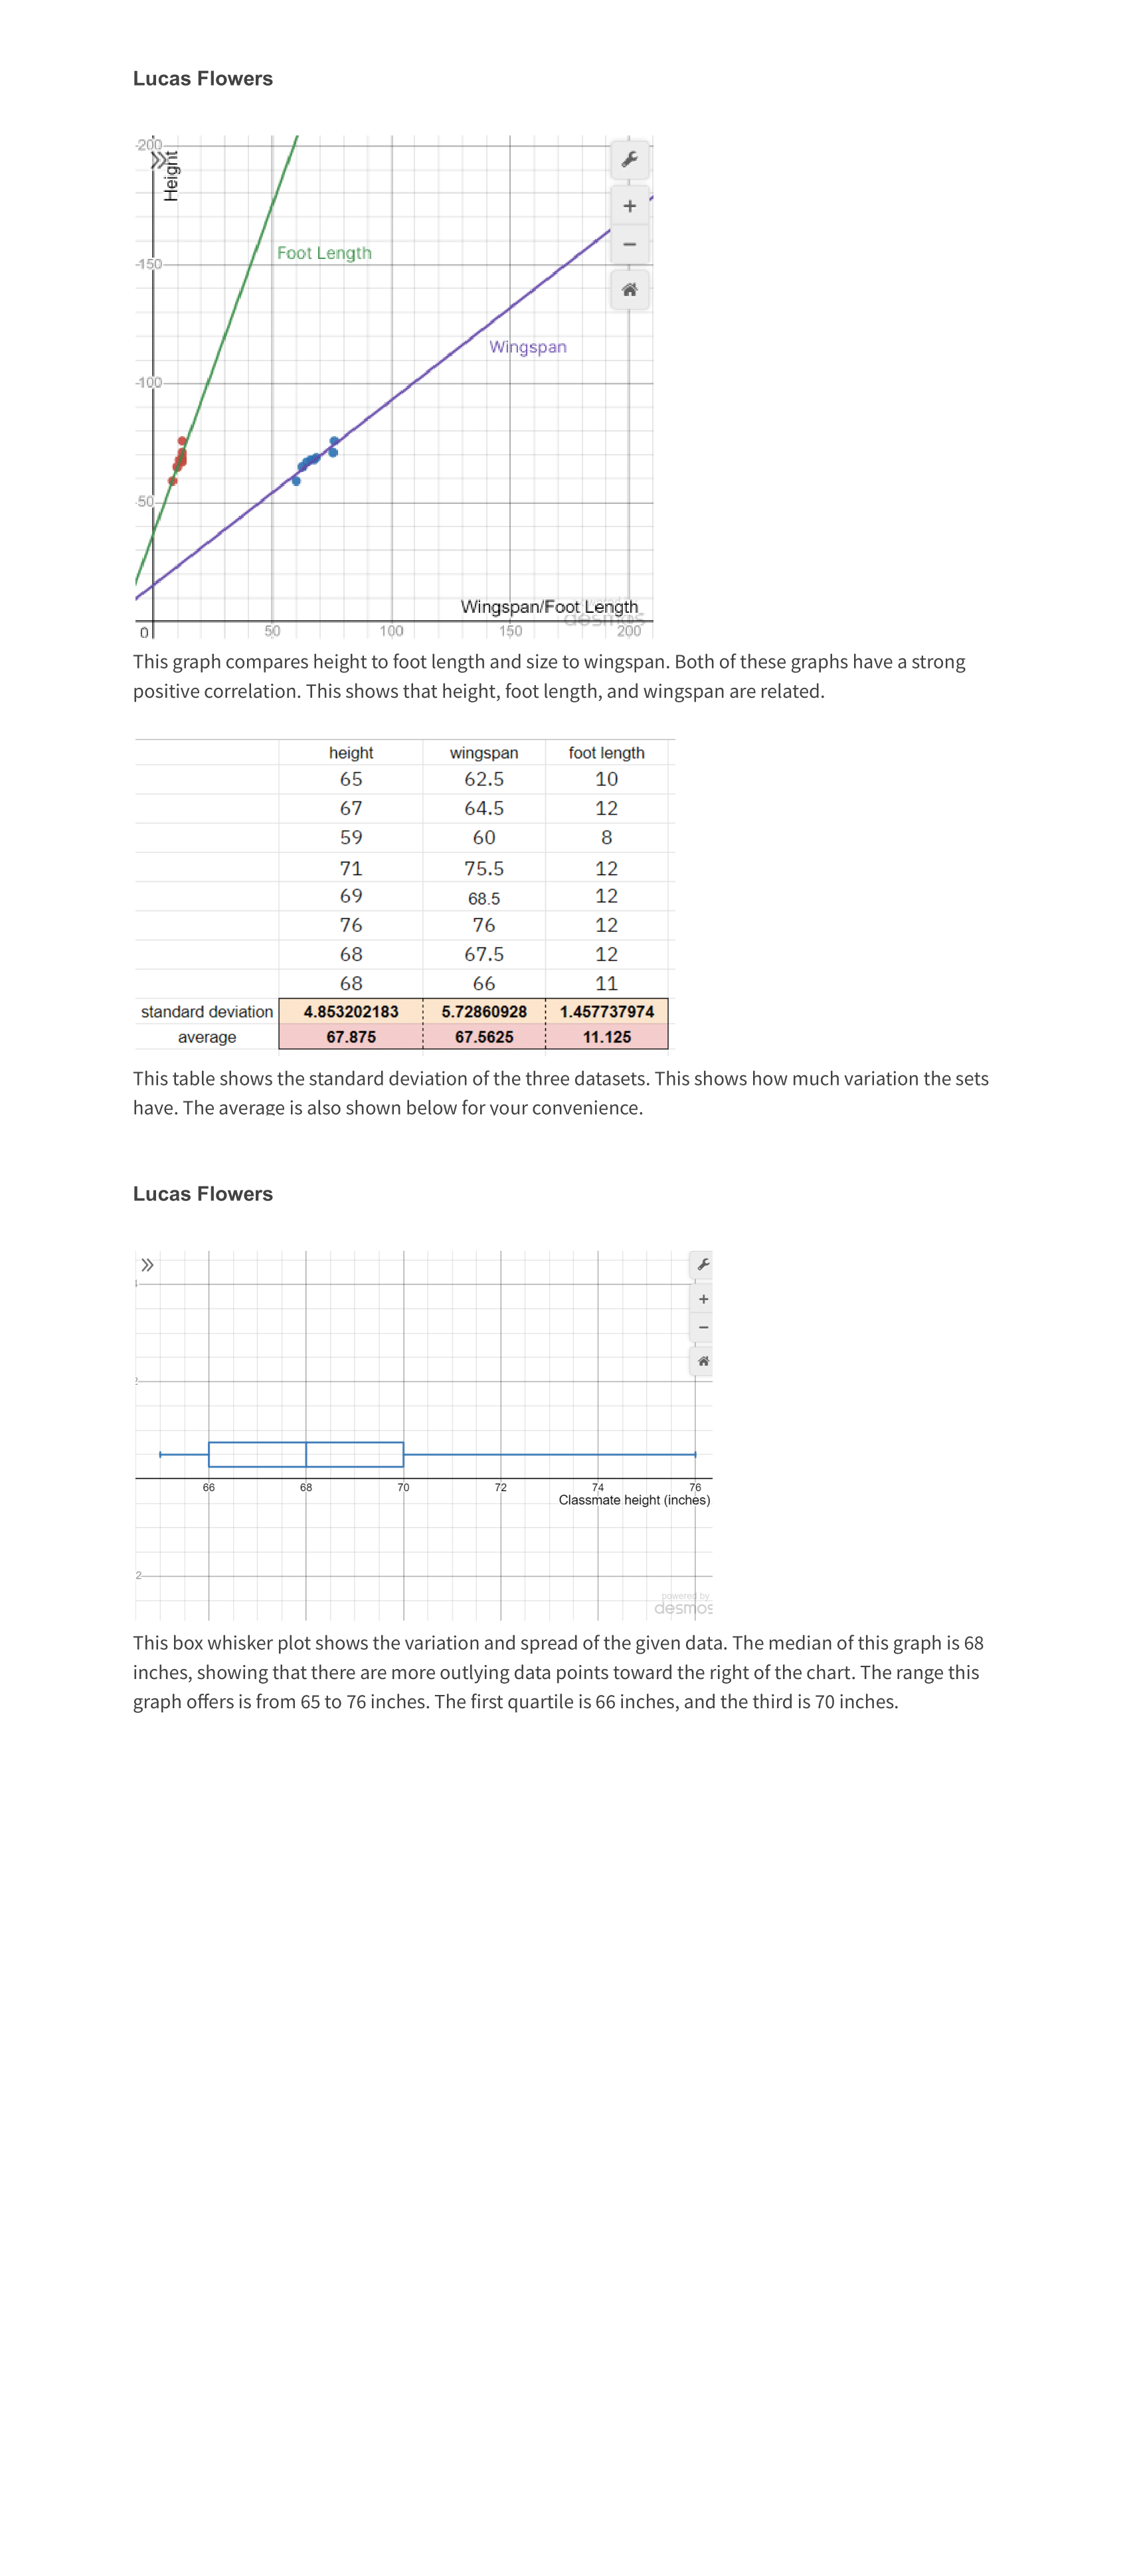 Lucas Flowers
200
Height
Foot Length
150
Wingspan
100
50
Wingspan/Foot Length
desmos
0 50 100 150 200
This graph compares height to foot length and size to wingspan. Both of these graphs have a strong
positive correlation. This shows that height, foot length, and wingspan are related.
height wingspan foot length
65 62.5 10
67 64.5 12
59 60 8
71 75.5 12
69 68.5 12
76 76 12
68 67.5 12
68 66 11
standard deviation 4.853202183 5.72860928 1.457737974
average 67.875 67.5625 11.125
This table shows the standard deviation of the three datasets. This shows how much variation the sets
have. The average is also shown below for your convenience.
Lucas Flowers
66 68 70 72 74 76
Classmate height (inches)
2
powered by
desmos
This box whisker plot shows the variation and spread of the given data. The median of this graph is 68
inches, showing that there are more outlying data points toward the right of the chart. The range this
graph offers is from 65 to 76 inches. The first quartile is 66 inches, and the third is 70 inches.